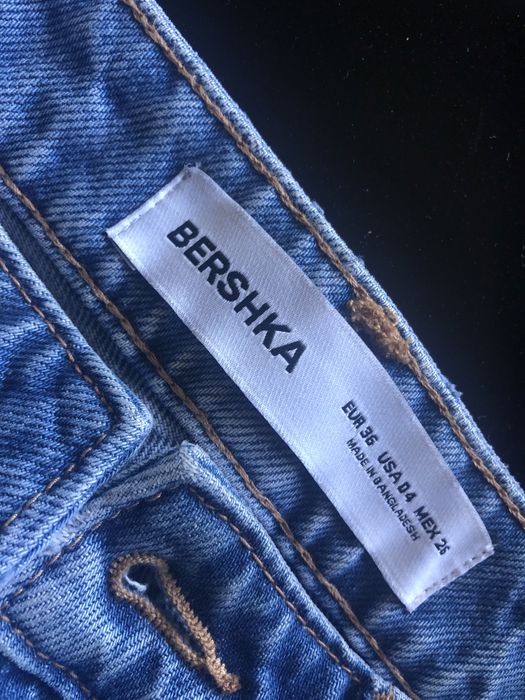 BERSHKA
EUR 36 USA 04 MEX 26
MADE IN BANGLADESH